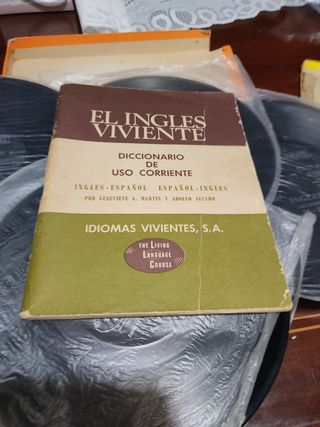 EL INGLES
VIVIENTE
DICCIONARIO
DE
USO CORRIENTE
INGLES-ESPAÑOL ESPAÑOL-INGLES
POR GENEVIEVE A. MARTIN Y ADOLFO ALFARO
IDIOMAS VIVIENTES, S.A.
THE LIVING
LANGUAGE
COURSE